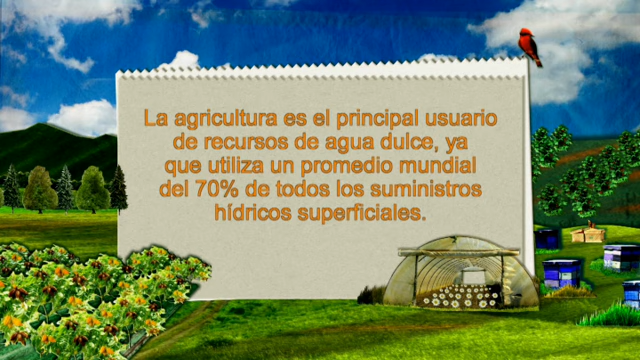 La agricultura es el principal usuario
de recursos de agua dulce, ya
que utiliza un promedio mundial
del 70% de todos los suministros
hídricos superficiales.